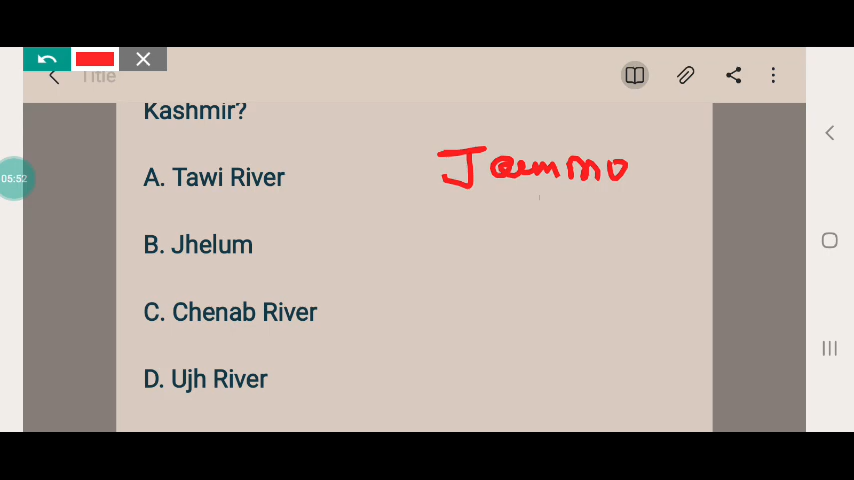 Title
Kashmir?
A. Tawi River
Jammu
05:52
B. Jhelum
C. Chenab River
D. Ujh River